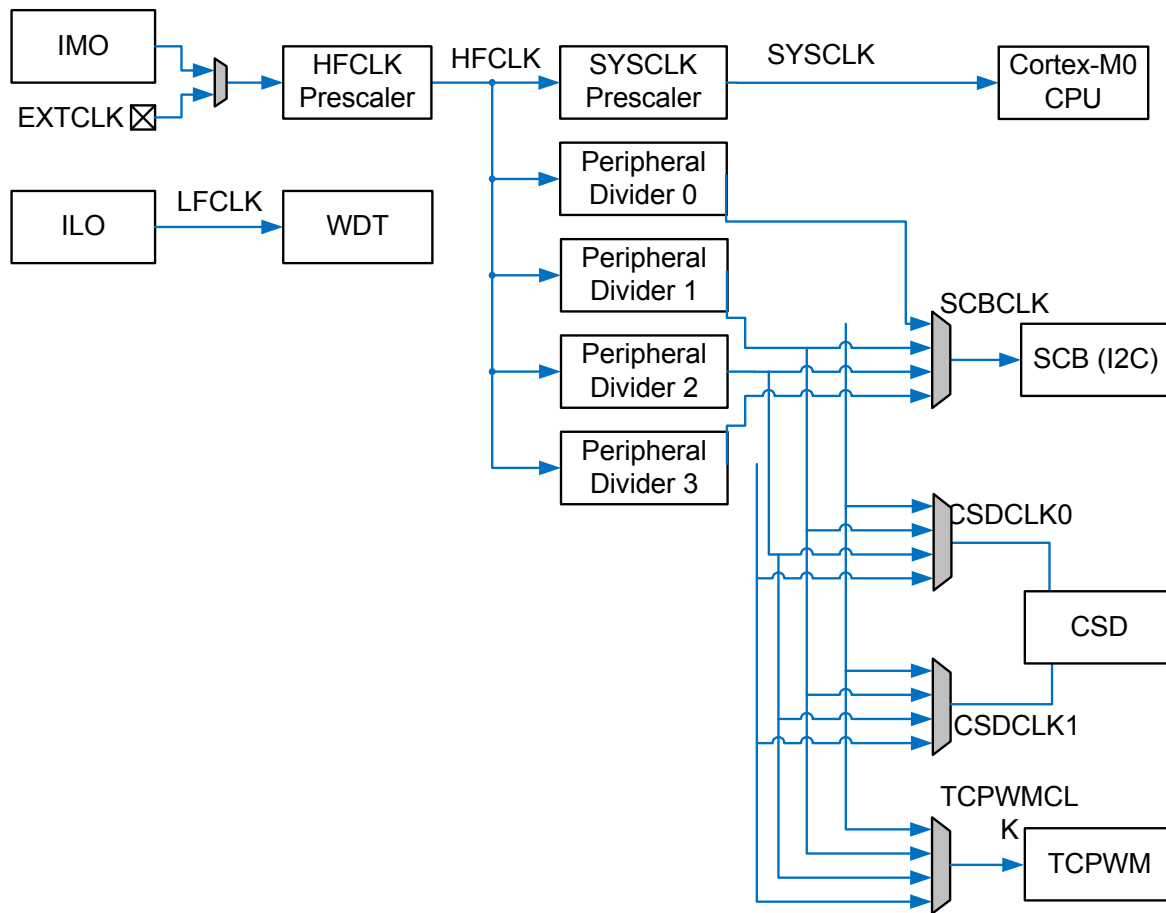 IMO
EXTCLK
HFCLK
Prescaler
HFCLK
SYSCLK
Prescaler
SYSCLK
Cortex-M0
CPU
ILO
LFCLK
WDT
Peripheral
Divider 0
Peripheral
Divider 1
Peripheral
Divider 2
Peripheral
Divider 3
SCBCLK
SCB (I2C)
CSDCLK0
CSD
CSDCLK1
TCPWMCL
K
TCPWM